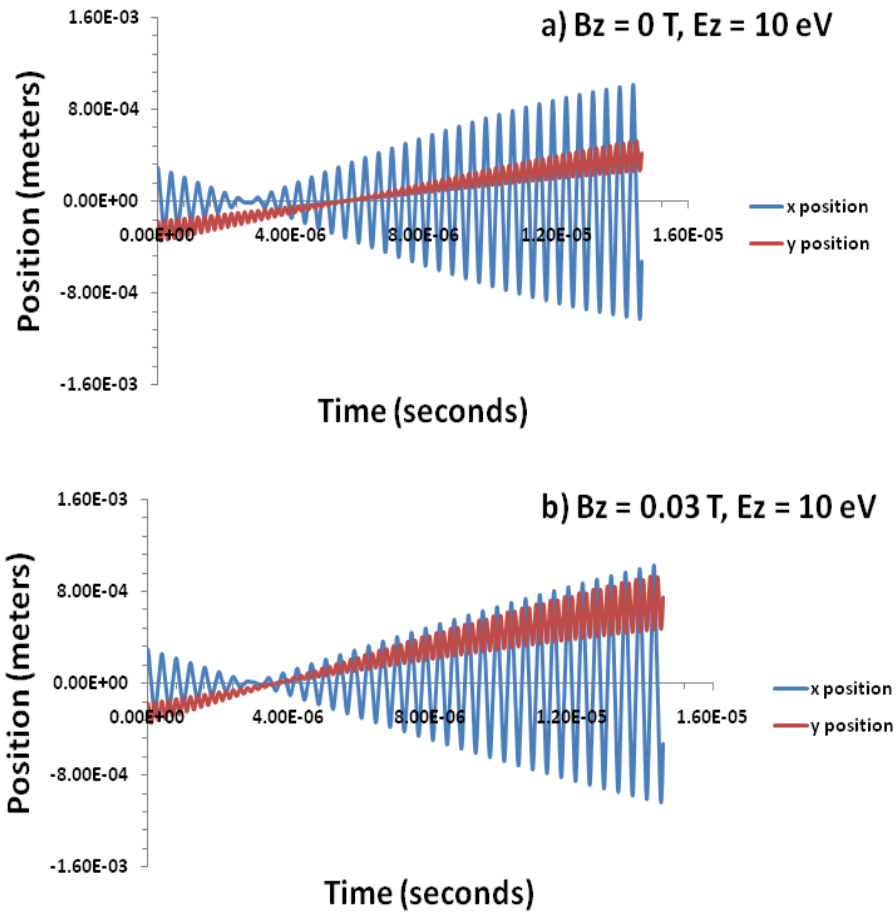 a) Bz = 0 T, Ez = 10 eV
1.60E-03
8.00E-04
0.00E+00
-8.00E-04
-1.60E-03
Position (meters)
0.00E+00 4.00E-06 8.00E-06 1.20E-05 1.60E-05
x position
y position
Time (seconds)
b) Bz = 0.03 T, Ez = 10 eV
1.60E-03
8.00E-04
0.00E+00
-8.00E-04
-1.60E-03
Position (meters)
0.00E+00 4.00E-06 8.00E-06 1.20E-05 1.60E-05
x position
y position
Time (seconds)